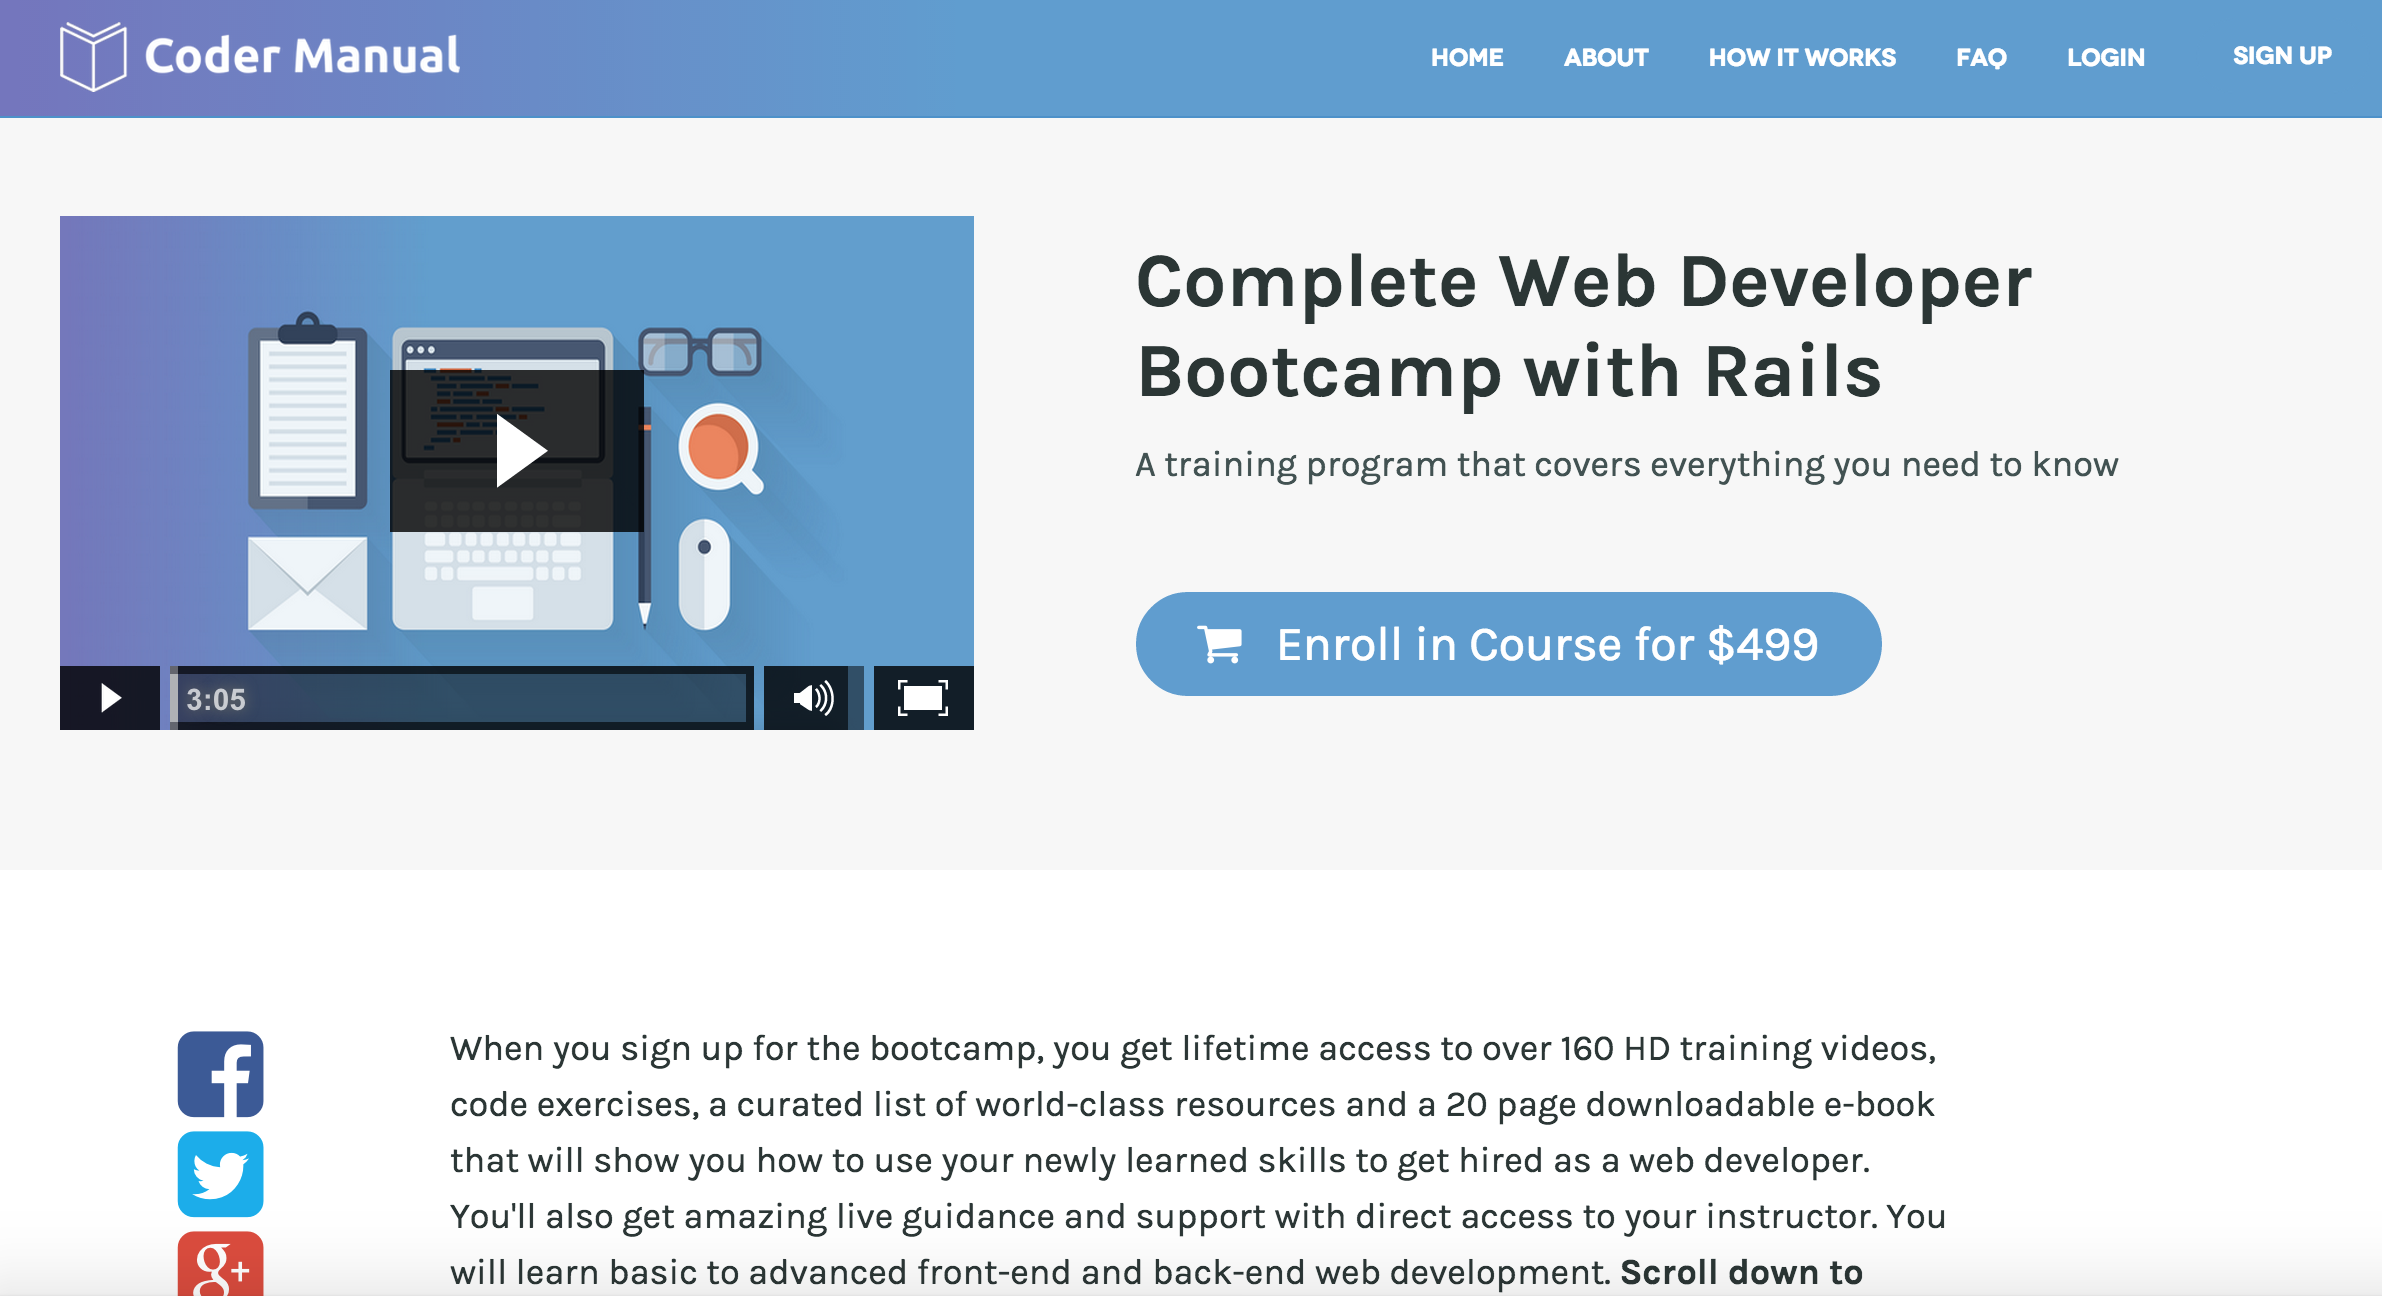 Coder Manual
HOME ABOUT HOW IT WORKS FAQ LOGIN SIGN UP
Complete Web Developer
Bootcamp with Rails
A training program that covers everything you need to know
Enroll in Course for $499
3:05
When you sign up for the bootcamp, you get lifetime access to over 160 HD training videos,
code exercises, a curated list of world-class resources and a 20 page downloadable e-book
that will show you how to use your newly learned skills to get hired as a web developer.
You'll also get amazing live guidance and support with direct access to your instructor. You
will learn basic to advanced front-end and back-end web development. Scroll down to
g+